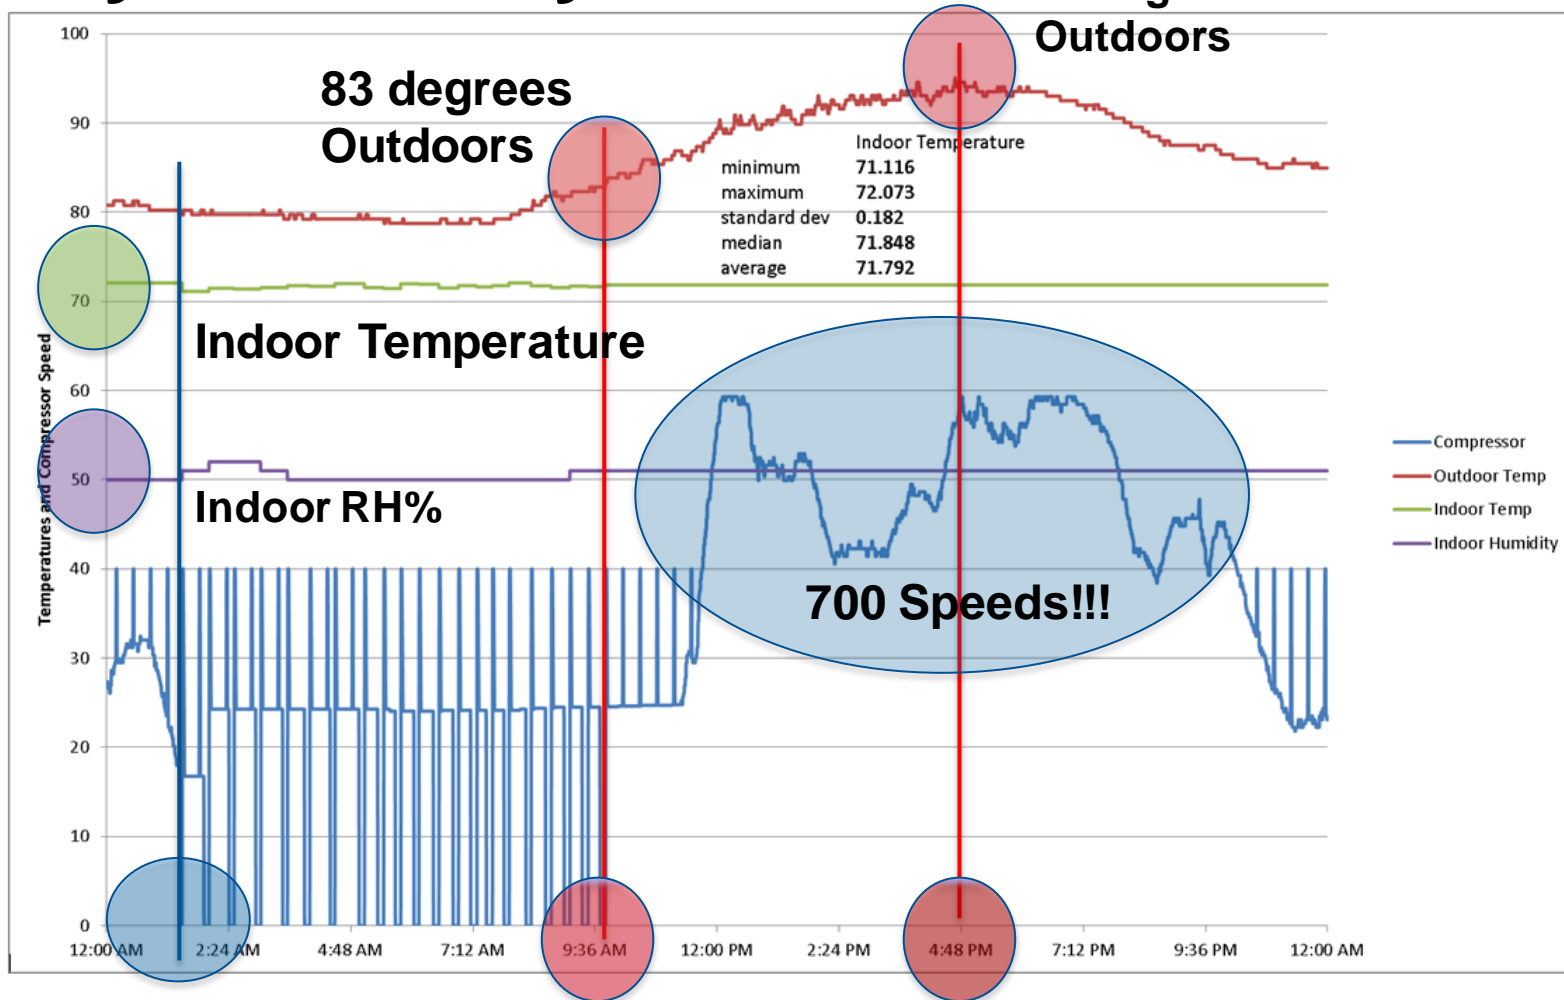 Outdoors
83 degrees
Outdoors
100
90
80
70
60
50
40
30
20
10
0
Temperatures and Compressor Speed
Indoor Temperature
minimum 71.116
maximum 72.073
standard dev 0.182
median 71.848
average 71.792
Indoor Temperature
Indoor RH%
700 Speeds!!!
Compressor
Outdoor Temp
Indoor Temp
Indoor Humidity
12:00 AM 2:24 AM 4:48 AM 7:12 AM 9:36 AM 12:00 PM 2:24 PM 4:48 PM 7:12 PM 9:36 PM 12:00 AM